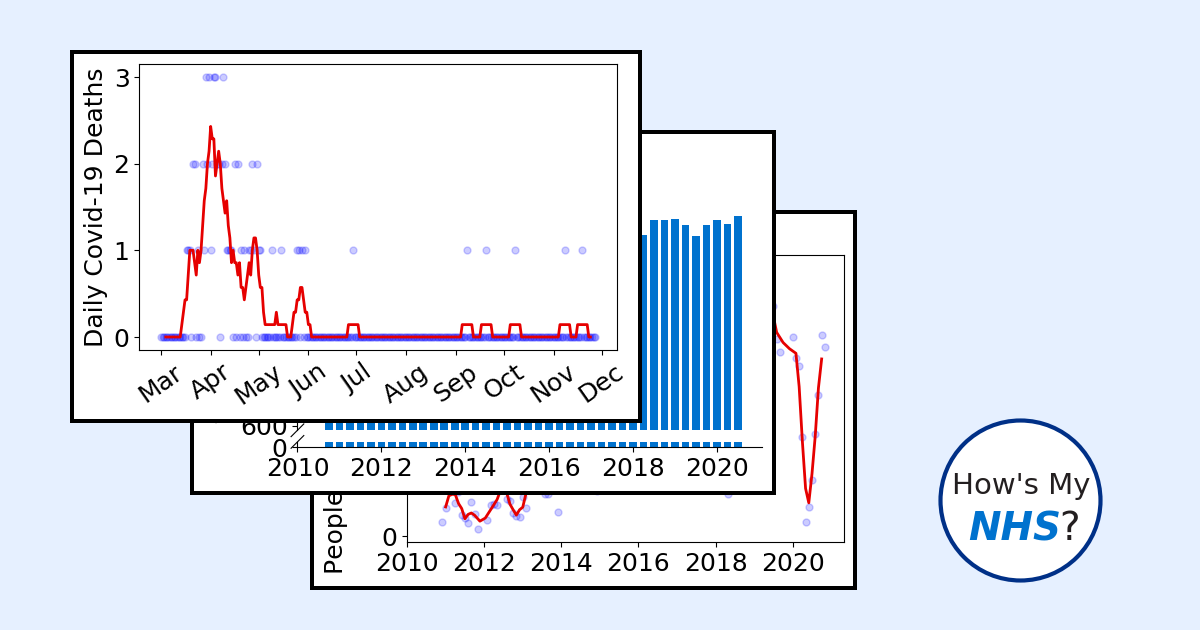 Daily Covid-19 Deaths
3
2
1
0
Mar Apr May Jun Jul Aug Sep Oct Nov Dec
600
0
2010 2012 2014 2016 2018 2020
People
0
2010 2012 2014 2016 2018 2020
How's My
NHS?